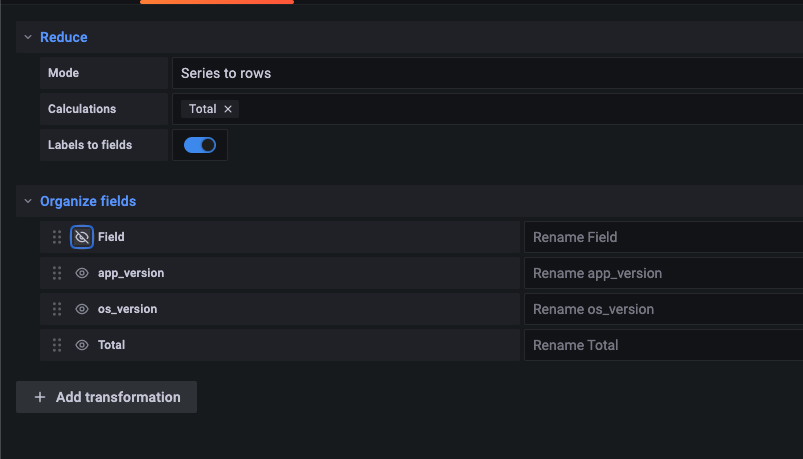 Reduce
Mode Series to rows
Calculations Total ×
Labels to fields
Organize fields
Field Rename Field
app_version Rename app_version
os_version Rename os_version
Total Rename Total
+ Add transformation